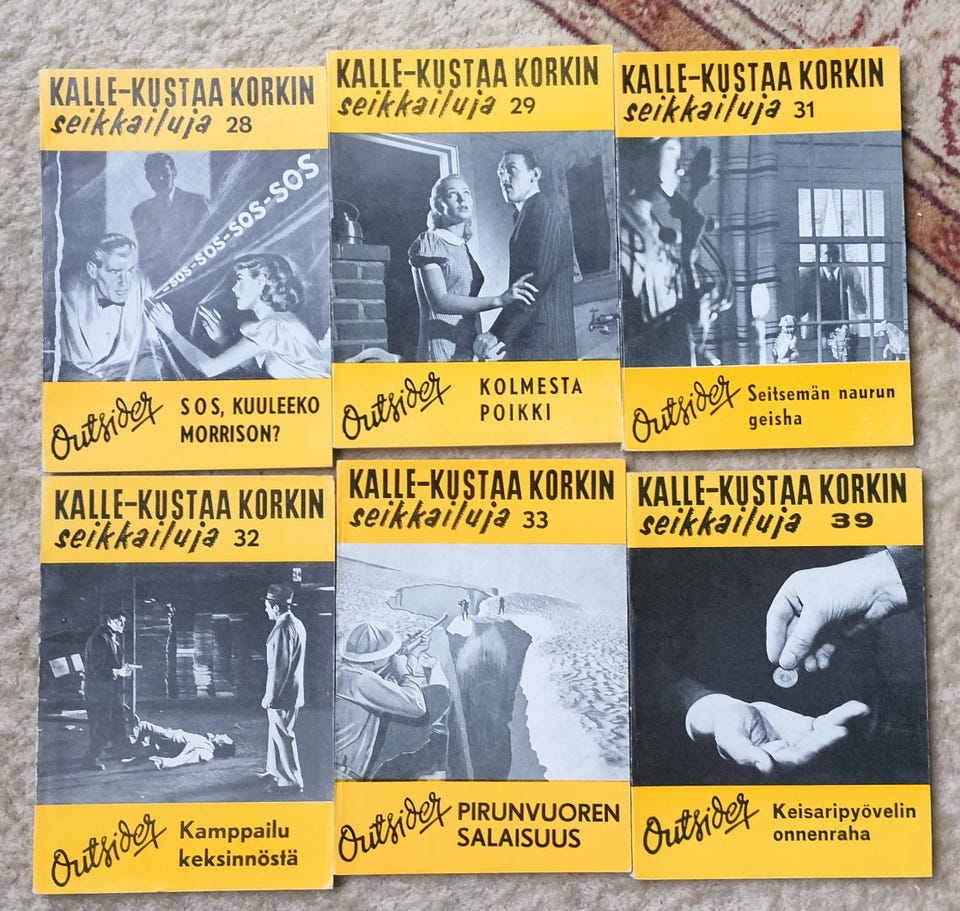 KALLE-KUSTAA KORKIN
seikkailuja 28
-SOS-SOS-SOS-SOS
Outsider
SOS, KUULEEKO
MORRISON?
KALLE-KUSTAA KORKIN
seikkailuja 29
Outsider
KOLMESTA
POIKKI
KALLE-KUSTAA KORKIN
seikkailuja 31
Outsider
Seitsemän naurun
geisha
KALLE-KUSTAA KORKIN
seikkailuja 32
Outsider
Kamppailu
keksinnöstä
KALLE-KUSTAA KORKIN
seikkailuja 33
Outsider
PIRUNVUOREN
SALAISUUS
KALLE-KUSTAA KORKIN
seikkailuja 39
Outsider
Keisaripyövelin
onnenraha